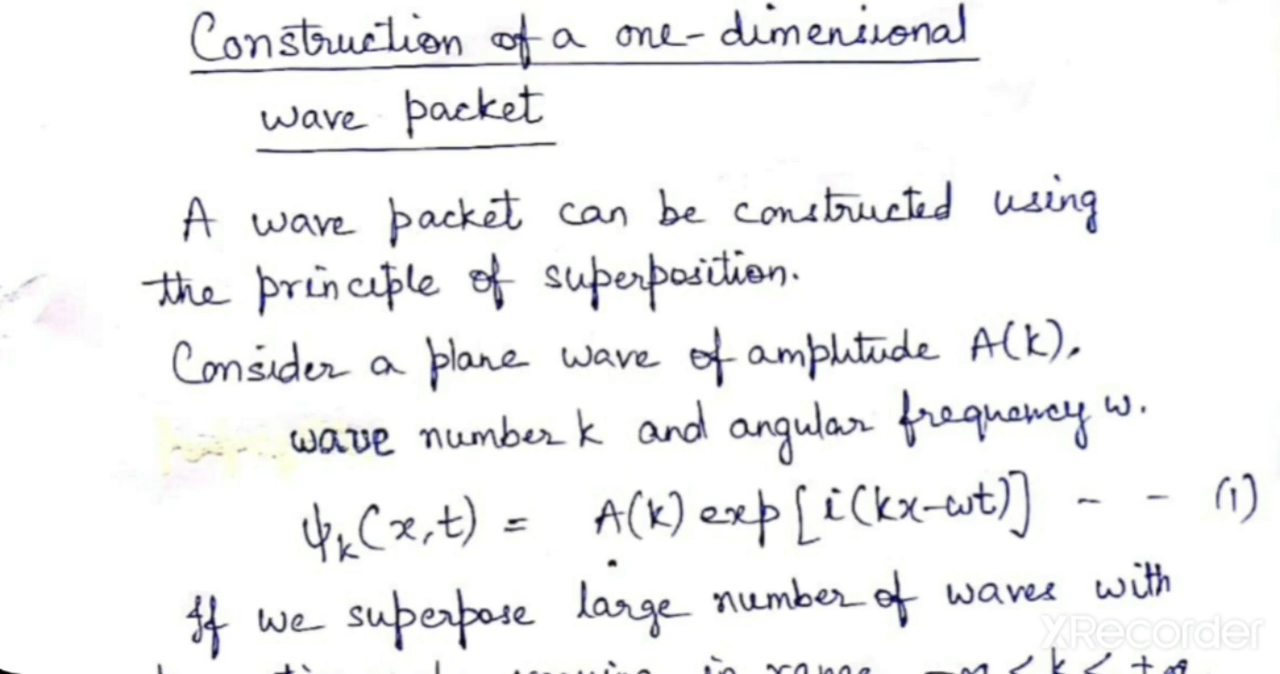 Construction of a one-dimensional
wave packet
A wave packet can be constructed using
the principle of superposition.
Consider a plane wave of amplitude A(k),
wave number k and angular frequency ω.
ψₖ(x,t) = A(k) exp[i(kx-ωt)] - - (1)
If we superpose large number of waves with
XRecorder
in range -∞ < k < +∞